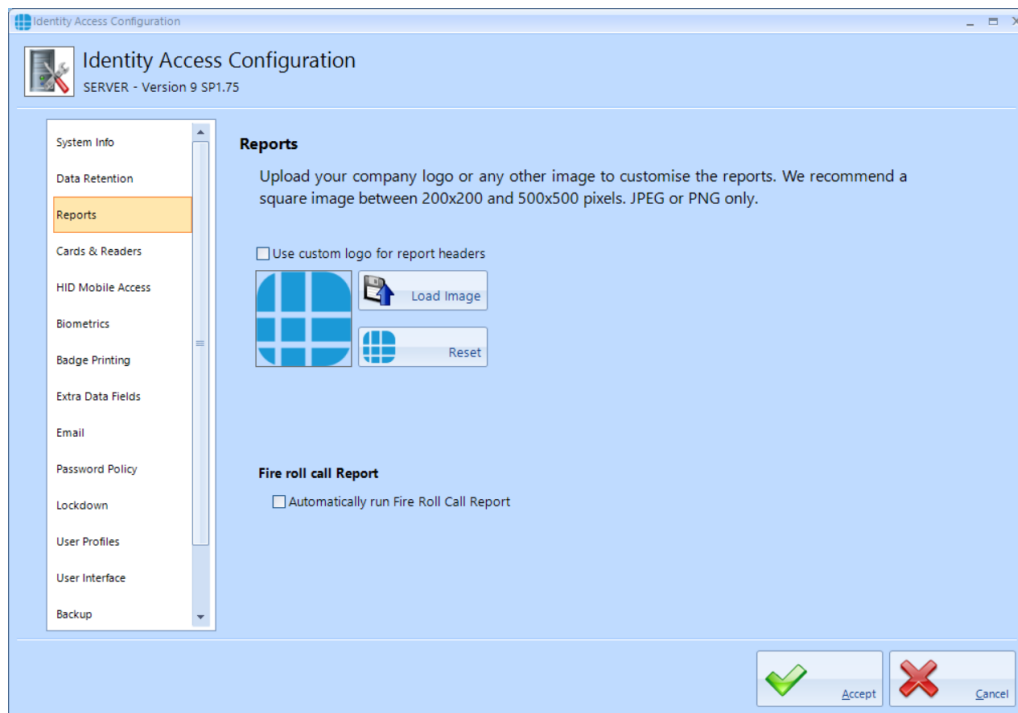 Identity Access Configuration
Identity Access Configuration
SERVER - Version 9 SP1.75
System Info
Data Retention
Reports
Cards & Readers
HID Mobile Access
Biometrics
Badge Printing
Extra Data Fields
Email
Password Policy
Lockdown
User Profiles
User Interface
Backup
Reports
Upload your company logo or any other image to customise the reports. We recommend a
square image between 200x200 and 500x500 pixels. JPEG or PNG only.
Use custom logo for report headers
Load Image
Reset
Fire roll call Report
Automatically run Fire Roll Call Report
Accept
Cancel